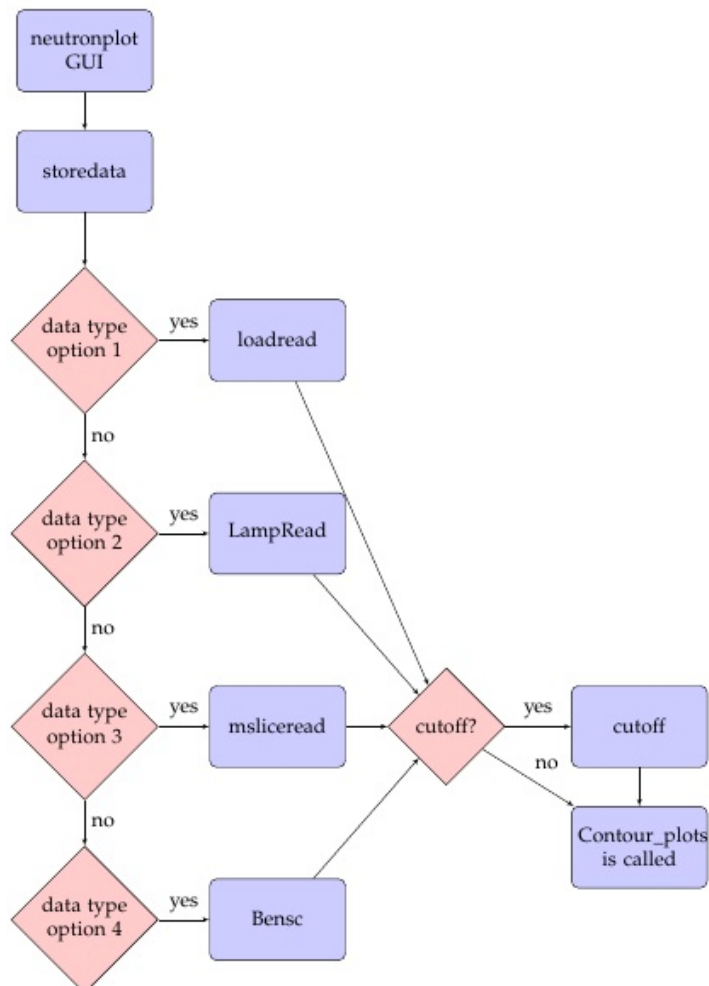 neutronplot
GUI
storedata
data type
option 1
yes
loadread
no
data type
option 2
yes
LampRead
no
data type
option 3
yes
msliceread
cutoff?
yes
cutoff
no
Contour_plots
is called
no
data type
option 4
yes
Bensc